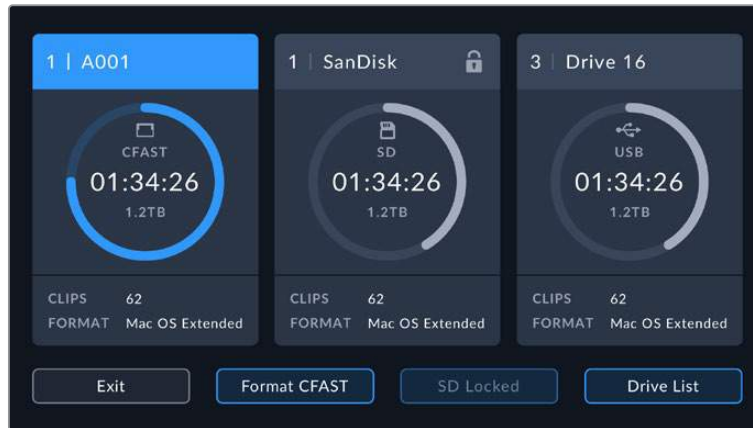 1 | A001
CFAST
01:34:26
1.2TB
CLIPS 62
FORMAT Mac OS Extended
1 | SanDisk
SD
01:34:26
1.2TB
CLIPS 62
FORMAT Mac OS Extended
3 | Drive 16
USB
01:34:26
1.2TB
CLIPS 62
FORMAT Mac OS Extended
Exit
Format CFAST
SD Locked
Drive List